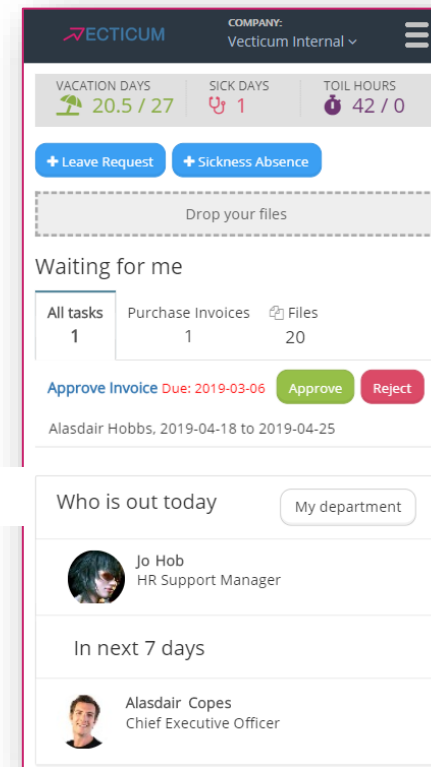 VECTICUM
COMPANY:
Vecticum Internal
VACATION DAYS
20.5 / 27
SICK DAYS
1
TOIL HOURS
42 / 0
+ Leave Request
+ Sickness Absence
Drop your files
Waiting for me
All tasks
1
Purchase Invoices
1
Files
20
Approve Invoice Due: 2019-03-06
Approve
Reject
Alasdair Hobbs, 2019-04-18 to 2019-04-25
Who is out today
My department
Jo Hob
HR Support Manager
In next 7 days
Alasdair Copes
Chief Executive Officer